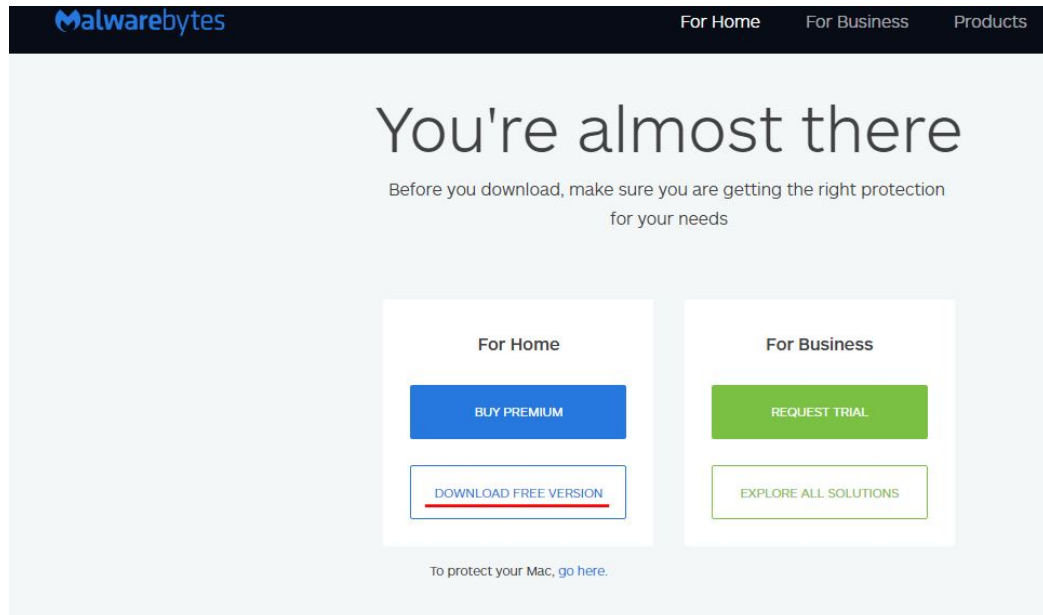 Malwarebytes
For Home For Business Products
You're almost there
Before you download, make sure you are getting the right protection
for your needs
For Home
BUY PREMIUM
DOWNLOAD FREE VERSION
To protect your Mac, go here.
For Business
REQUEST TRIAL
EXPLORE ALL SOLUTIONS